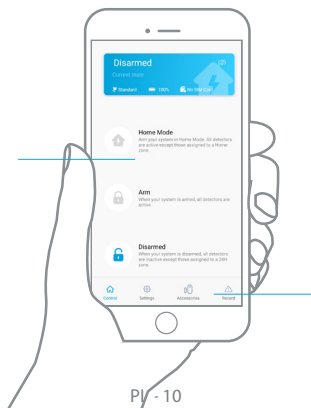 Disarmed
Current state
Standard 100% No SIM Card
Home Mode
Arm your system in Home Mode. All detectors
are active except those assigned to a Home
zone.
Arm
When your system is armed, all detectors are
active.
Disarmed
When your system is disarmed, all detectors
are inactive except those assigned to a 24H
zone.
Control Settings Accessories Record
PL - 10